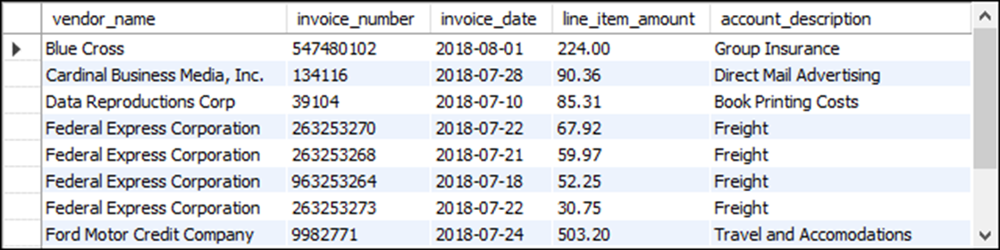 vendor_name invoice_number invoice_date line_item_amount account_description
Blue Cross 547480102 2018-08-01 224.00 Group Insurance
Cardinal Business Media, Inc. 134116 2018-07-28 90.36 Direct Mail Advertising
Data Reproductions Corp 39104 2018-07-10 85.31 Book Printing Costs
Federal Express Corporation 263253270 2018-07-22 67.92 Freight
Federal Express Corporation 263253268 2018-07-21 59.97 Freight
Federal Express Corporation 963253264 2018-07-18 52.25 Freight
Federal Express Corporation 263253273 2018-07-22 30.75 Freight
Ford Motor Credit Company 9982771 2018-07-24 503.20 Travel and Accomodations